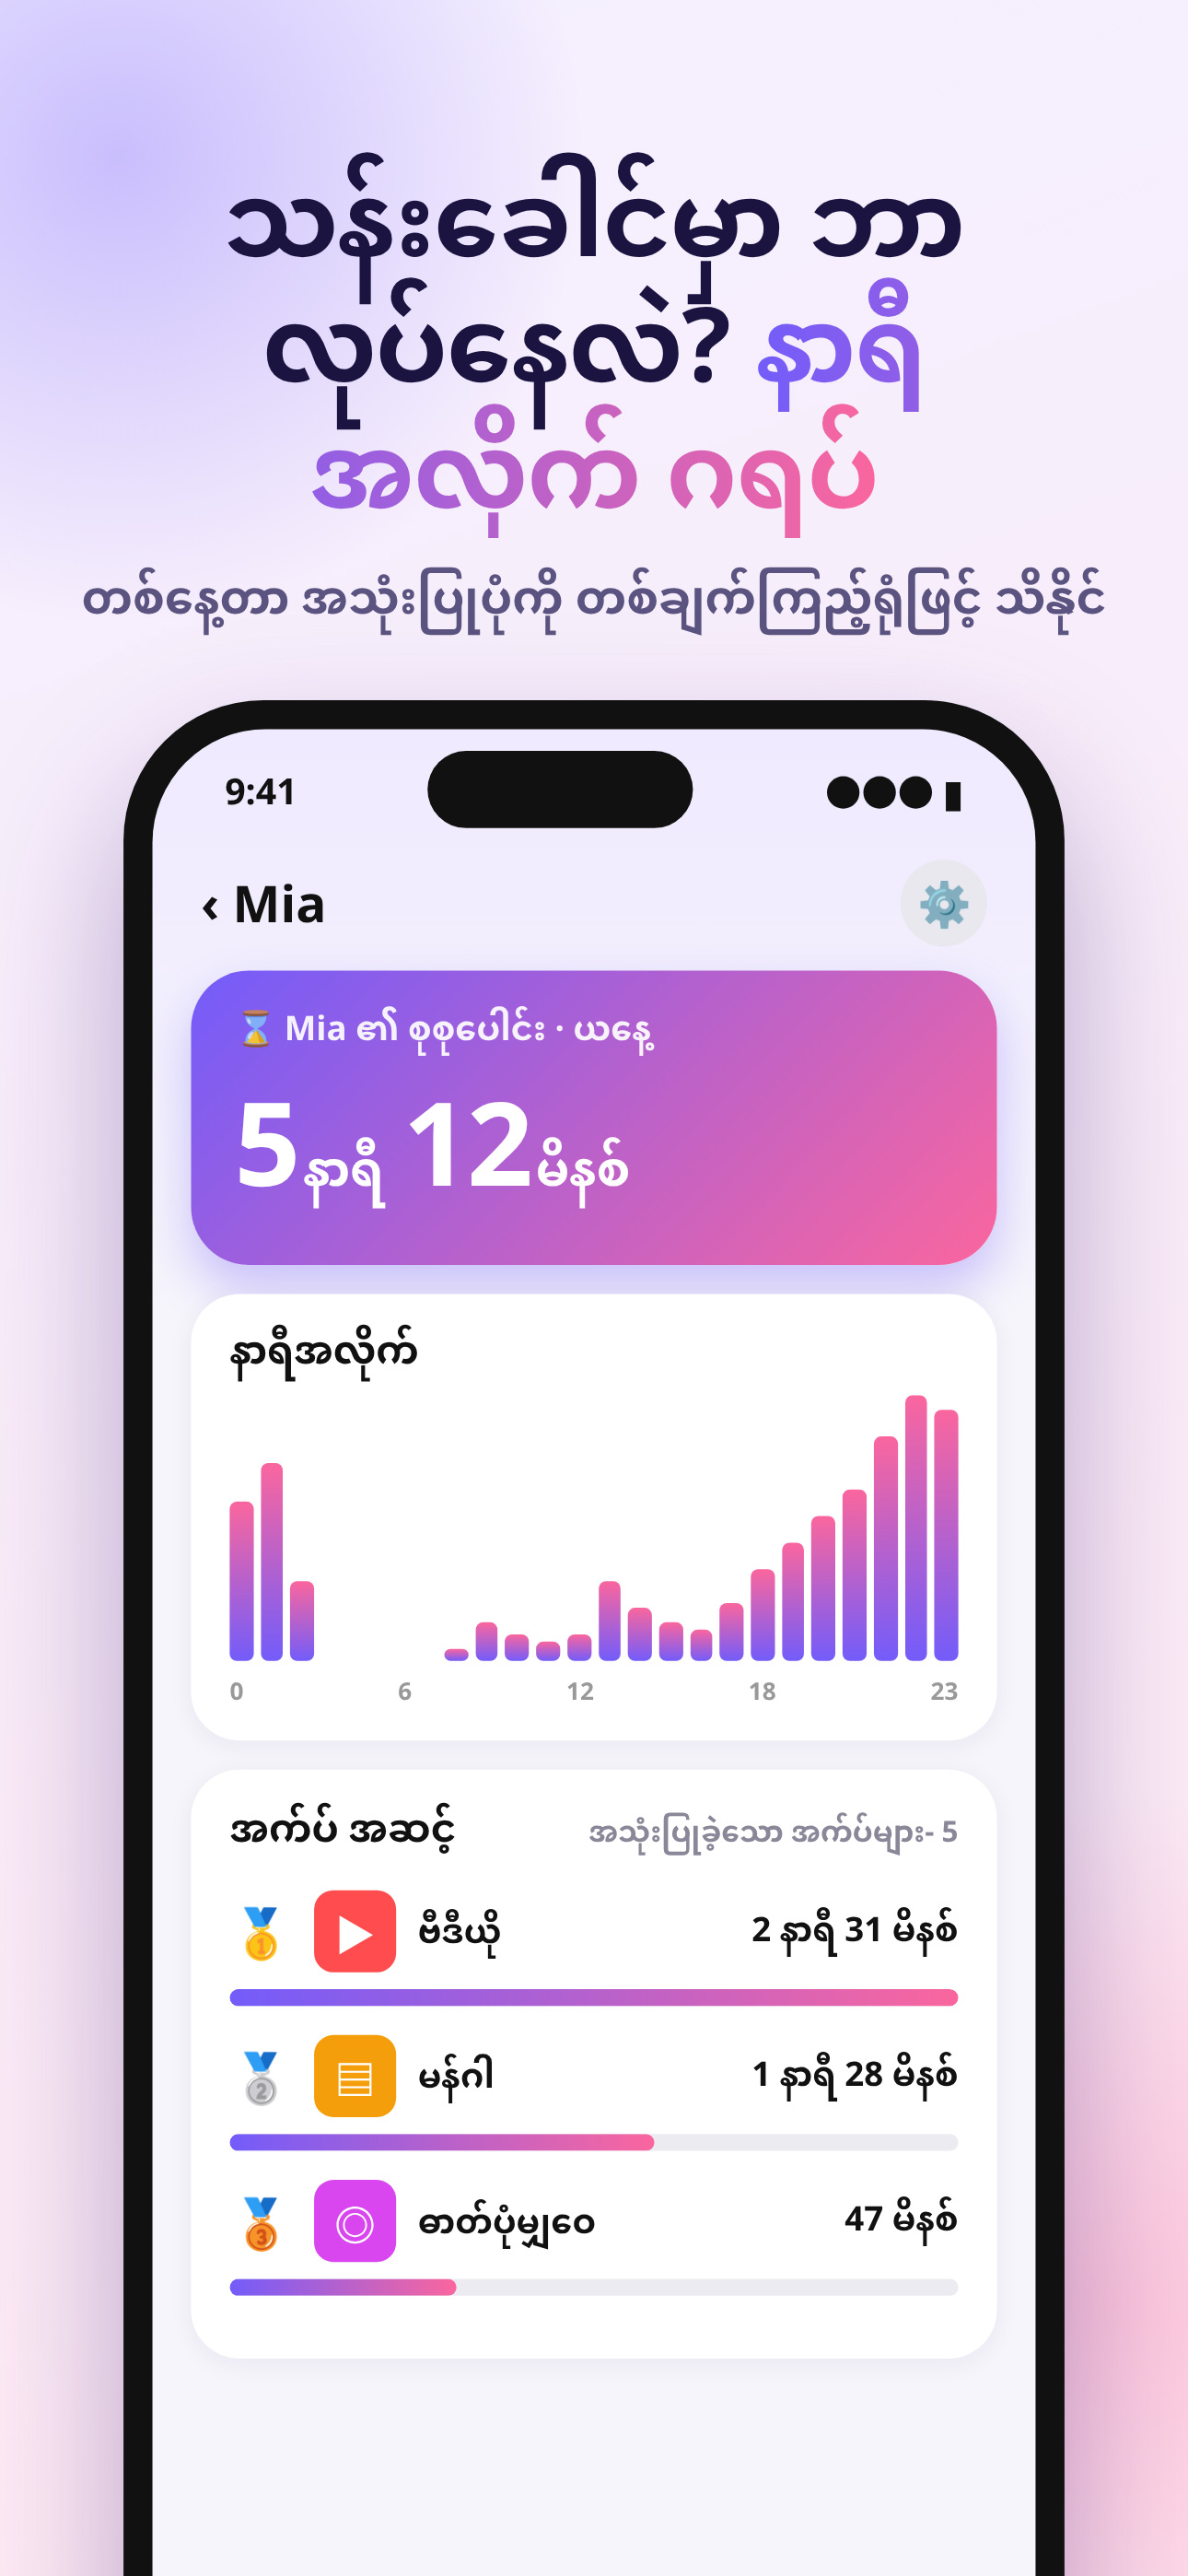 သန်းခေါင်မှာ ဘာ
လုပ်နေလဲ? နာရီ
အလိုက် ဂရပ်
တစ်နေ့တာ အသုံးပြုပုံကို တစ်ချက်ကြည့်ရုံဖြင့် သိနိုင်
9:41
‹ Mia
⌛ Mia ၏ စုစုပေါင်း · ယနေ့
5နာရီ 12မိနစ်
နာရီအလိုက်
0 6 12 18 23
အက်ပ် အဆင့် အသုံးပြုခဲ့သော အက်ပ်များ- 5
🥇 ဗီဒီယို 2 နာရီ 31 မိနစ်
🥈 မန်ဂါ 1 နာရီ 28 မိနစ်
🥉 ဓာတ်ပုံမျှဝေ 47 မိနစ်